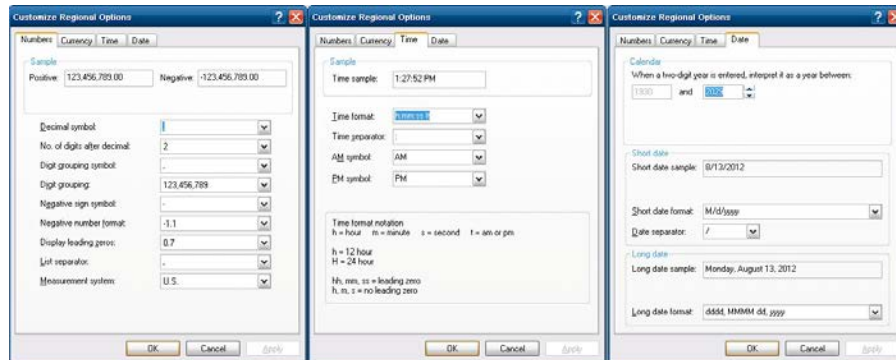 Customize Regional Options
Numbers Currency Time Date
Sample
Positive: 123,456,789.00 Negative: -123,456,789.00
Decimal symbol:
No. of digits after decimal: 2
Digit grouping symbol: ,
Digit grouping: 123,456,789
Negative sign symbol: -
Negative number format: -1.1
Display leading zeros: 0.7
List separator: ,
Measurement system: U.S.
OK Cancel Apply
Customize Regional Options
Numbers Currency Time Date
Sample
Time sample: 1:27:52 PM
Time format:
Time separator: :
AM symbol: AM
PM symbol: PM
Time format notation
h = hour m = minute s = second t = am or pm
h = 12 hour
H = 24 hour
hh, mm, ss = leading zero
h, m, s = no leading zero
OK Cancel Apply
Customize Regional Options
Numbers Currency Time Date
Calendar
When a two-digit year is entered, interpret it as a year between:
1930 and 2029
Short date
Short date sample: 8/13/2012
Short date format: M/d/yyyy
Date separator: /
Long date
Long date sample: Monday, August 13, 2012
Long date format: dddd, MMMM dd, yyyy
OK Cancel Apply